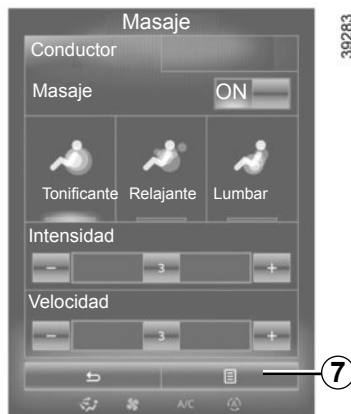 Masaje
39283
Conductor
Masaje ON
Tonificante Relajante Lumbar
Intensidad
- 3 +
Velocidad
- 3 +
7
A/C